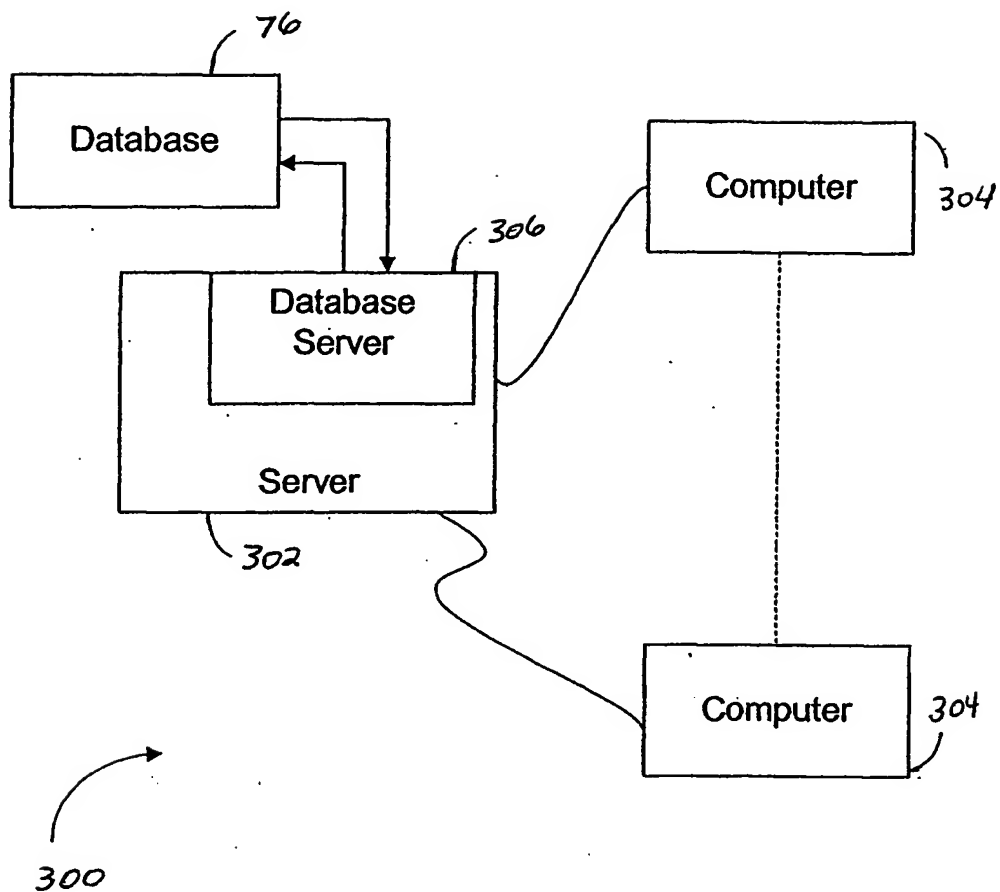 76
Database
Computer
304
306
Database
Server
Server
302
Computer
304
300